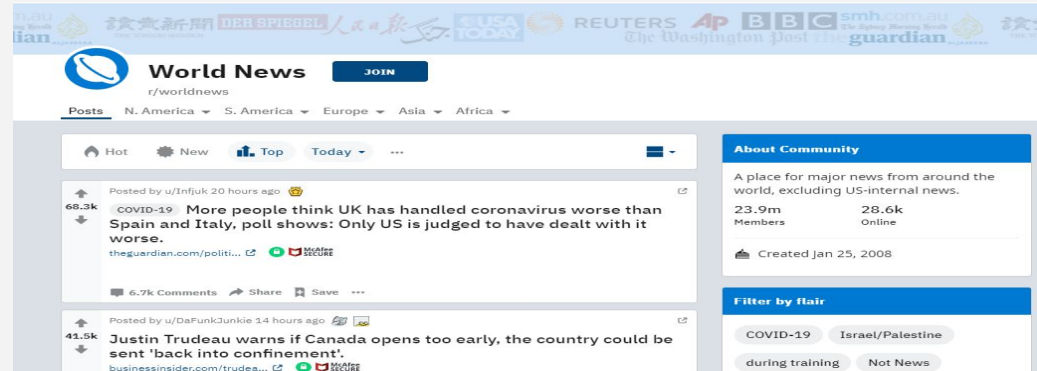 読売新聞 DER SPIEGEL 人民日报 USA TODAY REUTERS AP BBC smh.com.au
The Washington Post the guardian
World News JOIN
r/worldnews
Posts N. America S. America Europe Asia Africa
Hot New Top Today ...
Posted by u/Infjuk 20 hours ago
68.3k
COVID-19 More people think UK has handled coronavirus worse than
Spain and Italy, poll shows: Only US is judged to have dealt with it
worse.
theguardian.com/politi... McAfee SECURE
6.7k Comments Share Save ...
Posted by u/DaFunkJunkie 14 hours ago
41.5k
Justin Trudeau warns if Canada opens too early, the country could be
sent 'back into confinement'.
businessinsider.com/trudea... McAfee SECURE
About Community
A place for major news from around the
world, excluding US-internal news.
23.9m 28.6k
Members Online
Created Jan 25, 2008
Filter by flair
COVID-19 Israel/Palestine
during training Not News